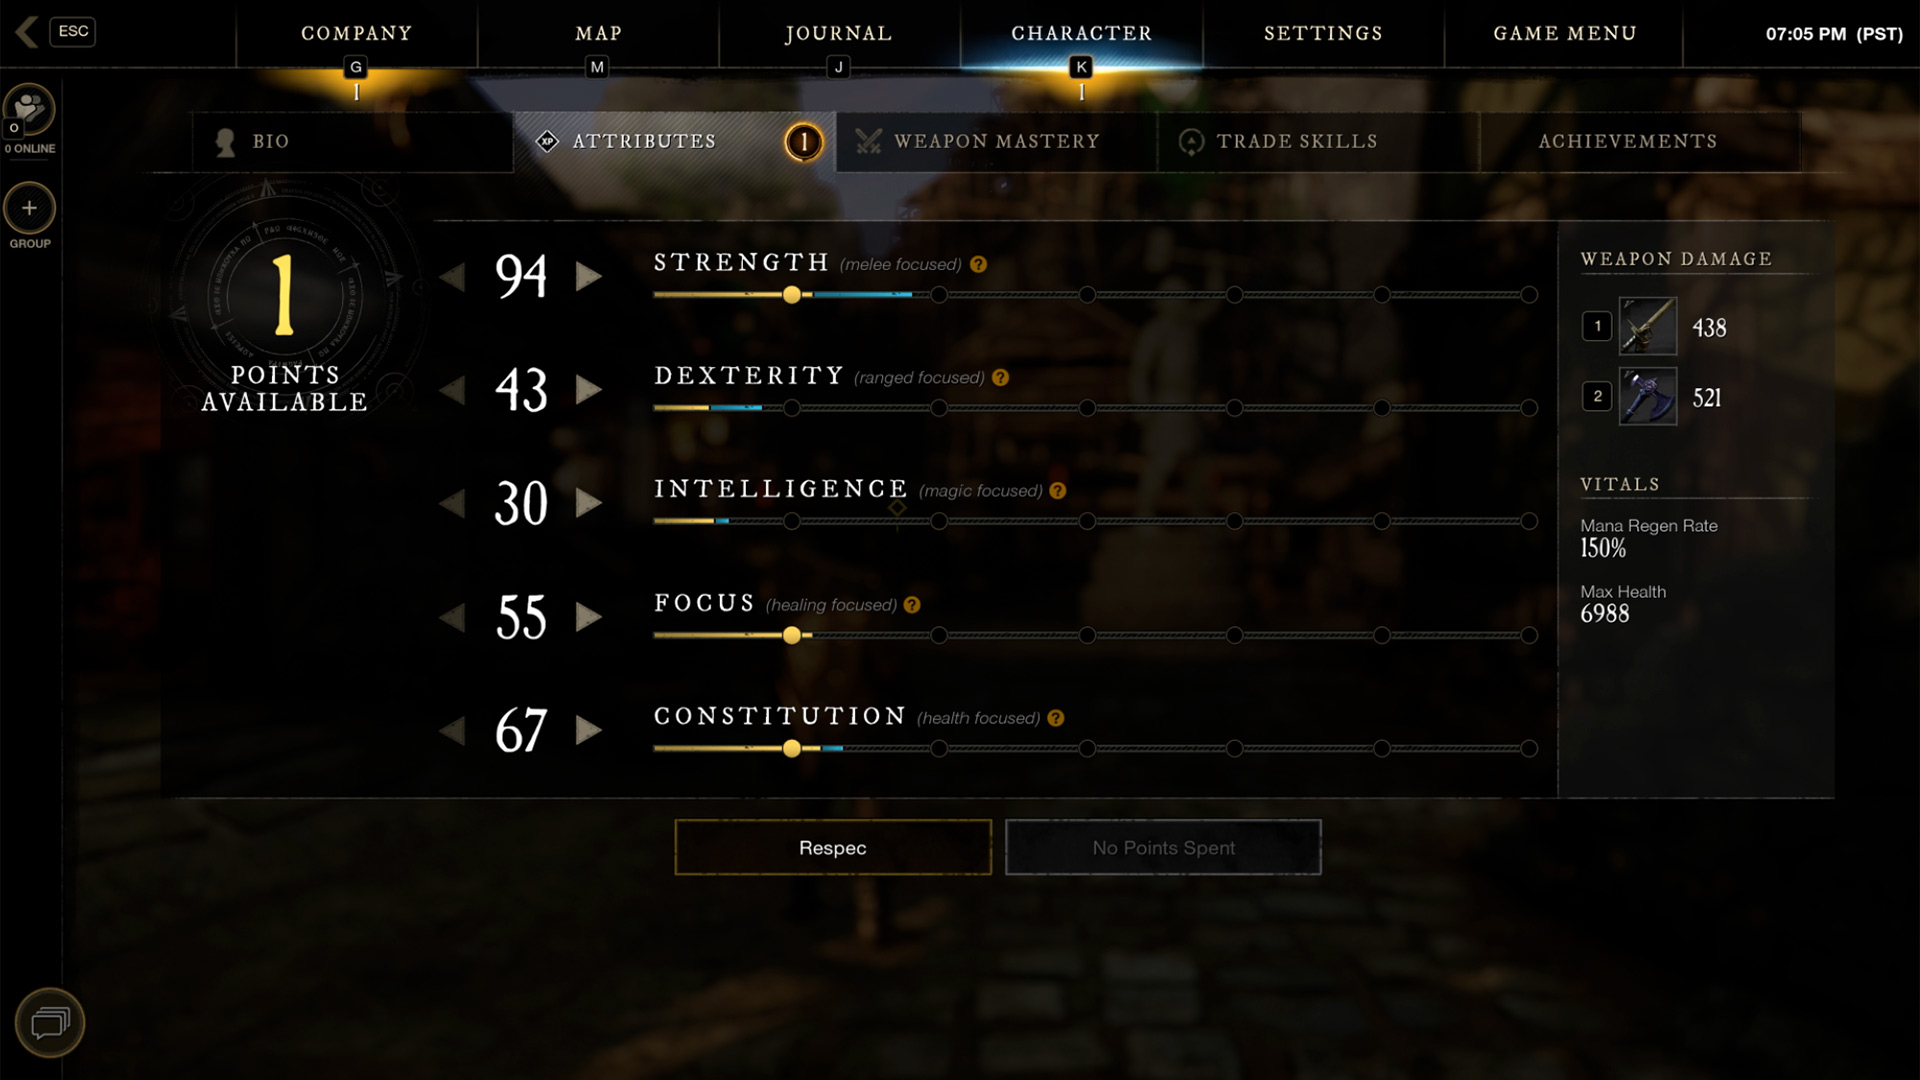 ESC
COMPANY
MAP
JOURNAL
CHARACTER
SETTINGS
GAME MENU
07:05 PM (PST)
G
M
J
K
1
1
0
0 ONLINE
GROUP
BIO
XP
ATTRIBUTES
1
WEAPON MASTERY
TRADE SKILLS
ACHIEVEMENTS
1
POINTS
AVAILABLE
94
STRENGTH (melee focused) ?
43
DEXTERITY (ranged focused) ?
30
INTELLIGENCE (magic focused) ?
55
FOCUS (healing focused) ?
67
CONSTITUTION (health focused) ?
WEAPON DAMAGE
1
438
2
521
VITALS
Mana Regen Rate
150%
Max Health
6988
Respec
No Points Spent